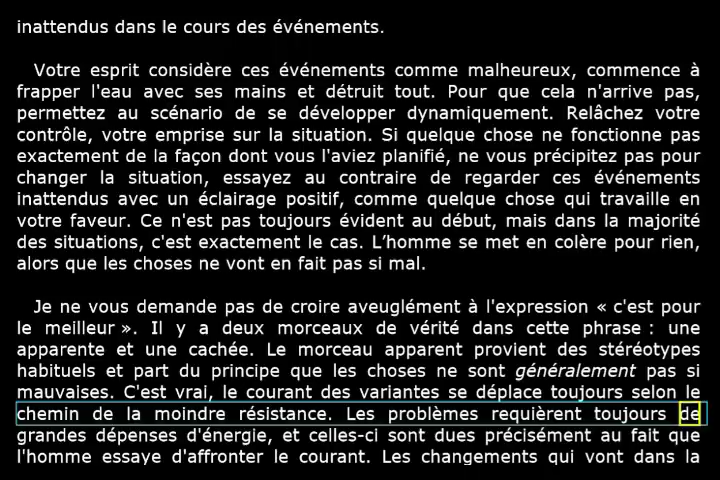 inattendus dans le cours des événements.
Votre esprit considère ces événements comme malheureux, commence à
frapper l'eau avec ses mains et détruit tout. Pour que cela n'arrive pas,
permettez au scénario de se développer dynamiquement. Relâchez votre
contrôle, votre emprise sur la situation. Si quelque chose ne fonctionne pas
exactement de la façon dont vous l'aviez planifié, ne vous précipitez pas pour
changer la situation, essayez au contraire de regarder ces événements
inattendus avec un éclairage positif, comme quelque chose qui travaille en
votre faveur. Ce n'est pas toujours évident au début, mais dans la majorité
des situations, c'est exactement le cas. L’homme se met en colère pour rien,
alors que les choses ne vont en fait pas si mal.
Je ne vous demande pas de croire aveuglément à l'expression « c'est pour
le meilleur ». Il y a deux morceaux de vérité dans cette phrase : une
apparente et une cachée. Le morceau apparent provient des stéréotypes
habituels et part du principe que les choses ne sont généralement pas si
mauvaises. C'est vrai, le courant des variantes se déplace toujours selon le
chemin de la moindre résistance. Les problèmes requièrent toujours de
grandes dépenses d'énergie, et celles-ci sont dues précisément au fait que
l'homme essaye d'affronter le courant. Les changements qui vont dans la